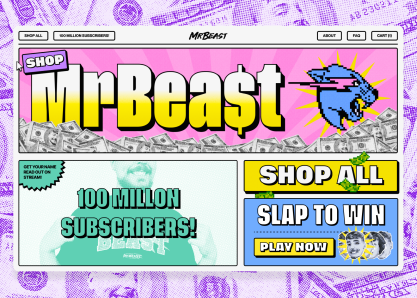 SHOP ALL
100 MILLION SUBSCRIBERS!
MRBEAST
ABOUT
FAQ
CART (0)
SHOP
MrBea$t
GET YOUR NAME
READ OUT ON
STREAM!
100 MILLON
SUBSCRIBERS!
BEAST
SHOP ALL
SLAP TO WIN
PLAY NOW